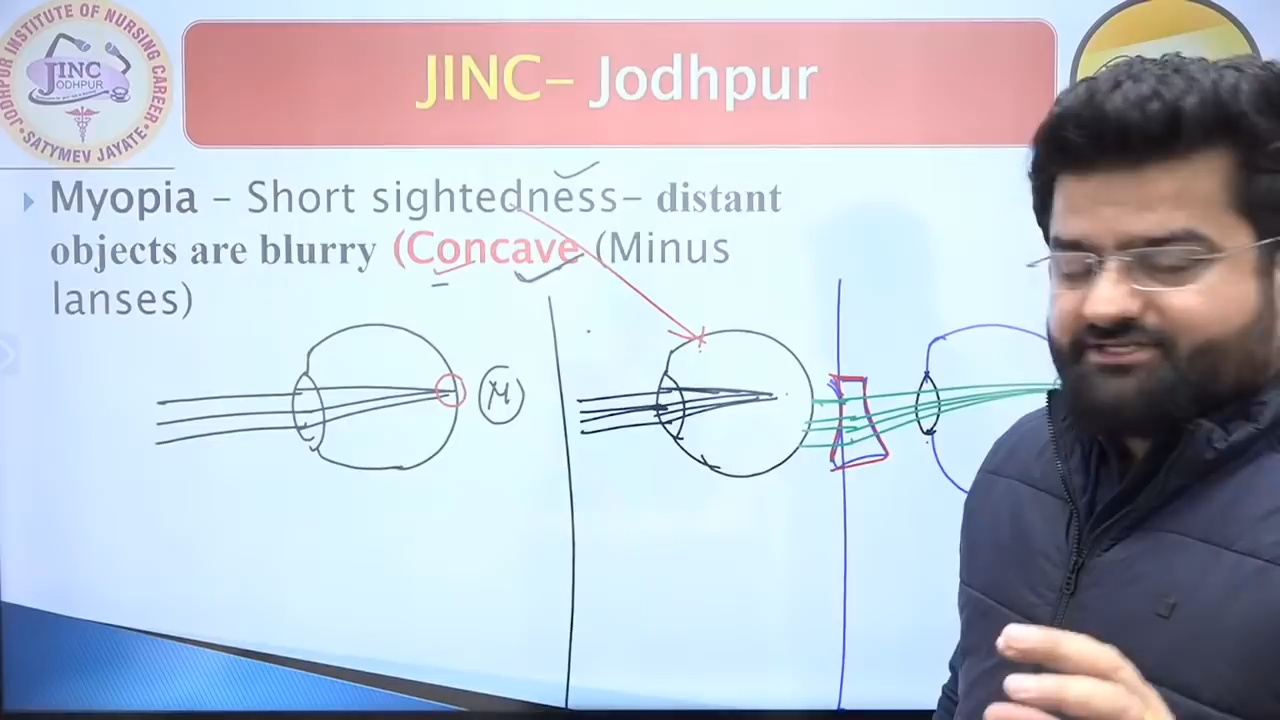 JODHPUR INSTITUTE OF NURSING CAREER
JINC
JODHPUR
SATYMEV JAYATE
JINC- Jodhpur
Myopia - Short sightedness- distant
objects are blurry (Concave (Minus
lanses)
M